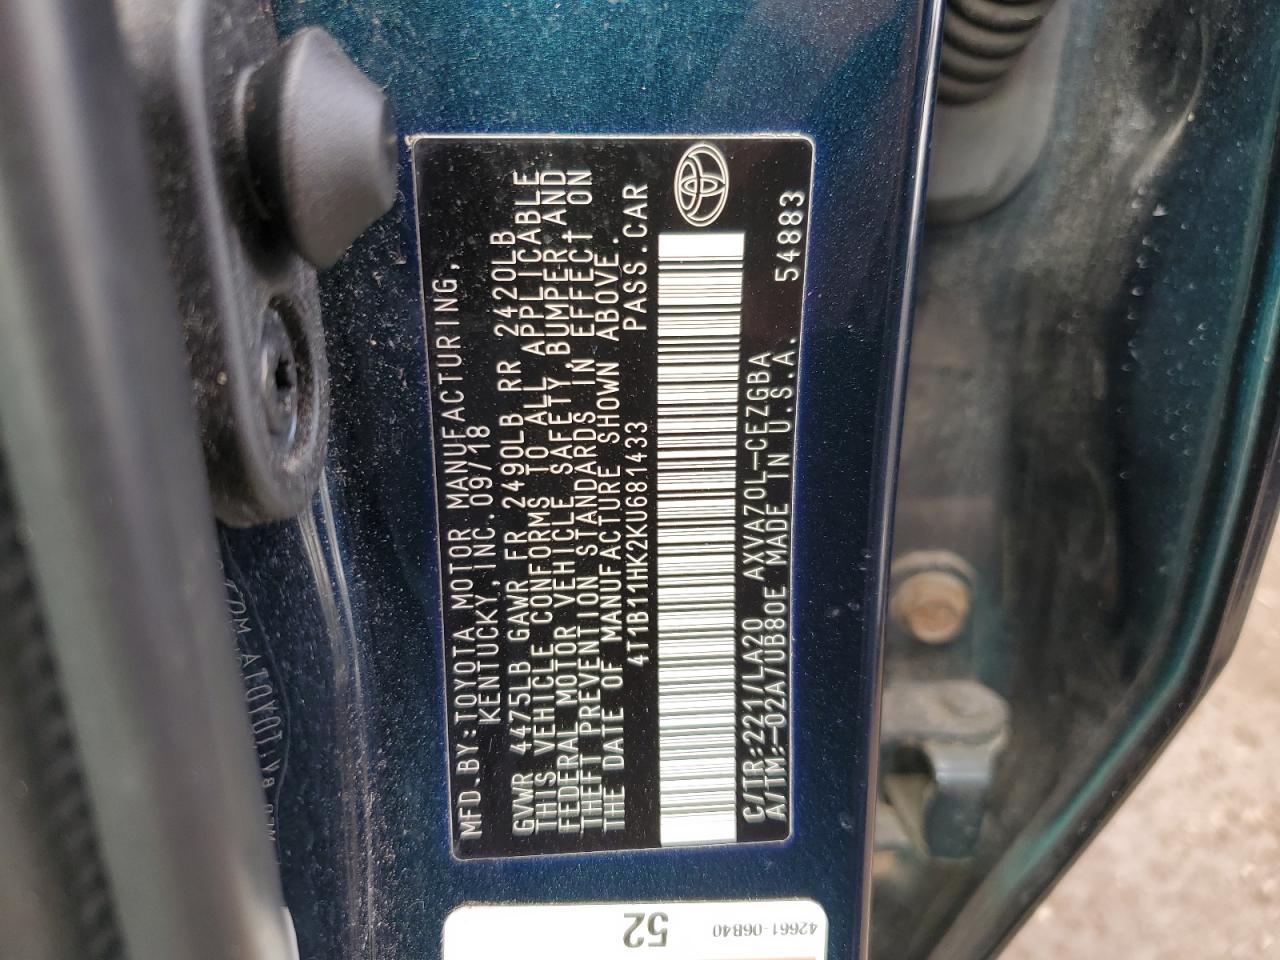 MFD.BY:TOYOTA MOTOR MANUFACTURING,
KENTUCKY, INC. 09/18
GVWR 4475LB GAWR FR 2490LB RR 2420LB
THIS VEHICLE CONFORMS TO ALL APPLICABLE
FEDERAL MOTOR VEHICLE SAFETY,BUMPER,AND
THEFT PREVENTION STANDARDS IN EFFECT ON
THE DATE OF MANUFACTURE SHOWN ABOVE.
4T1B11HK2KU681433 PASS.CAR
C/TR:221/LA20 AXVA70L-CEZGBA 54883
A/TM:-02A/UB80E MADE IN U.S.A.
52
42661-06B40